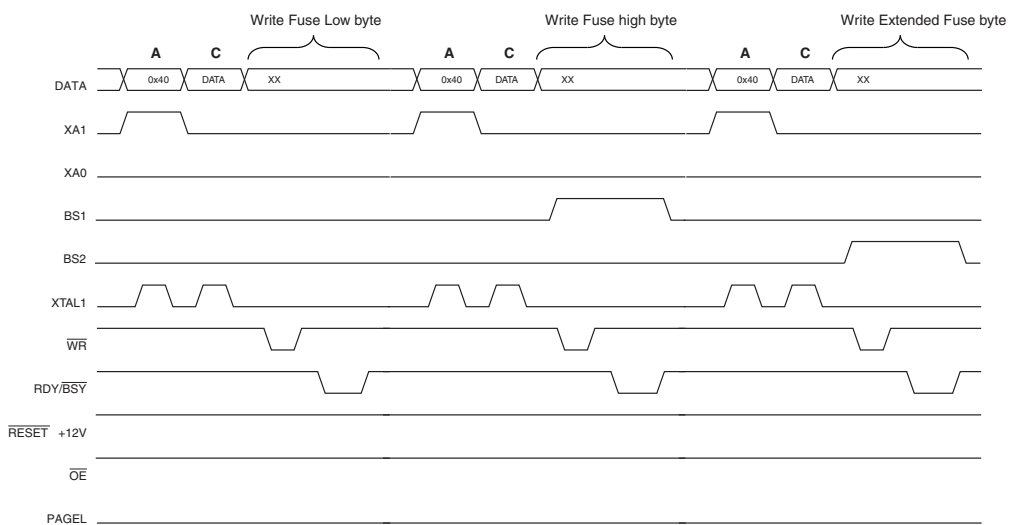 Write Fuse Low byte Write Fuse high byte Write Extended Fuse byte
A C A C A C
DATA 0x40 DATA XX 0x40 DATA XX 0x40 DATA XX
XA1
XA0
BS1
BS2
XTAL1
WR
RDY/BSY
RESET +12V
OE
PAGEL